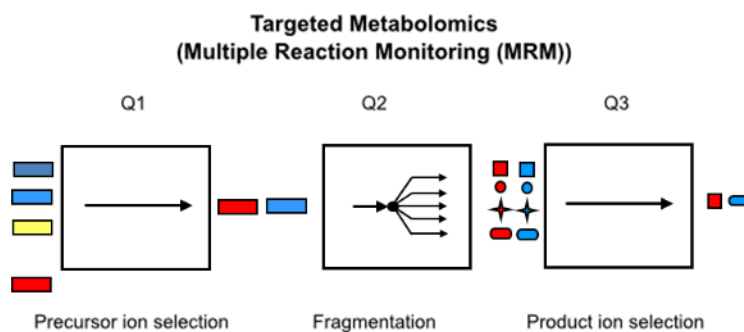 Targeted Metabolomics
(Multiple Reaction Monitoring (MRM))
Q1 Q2 Q3
Precursor ion selection Fragmentation Product ion selection